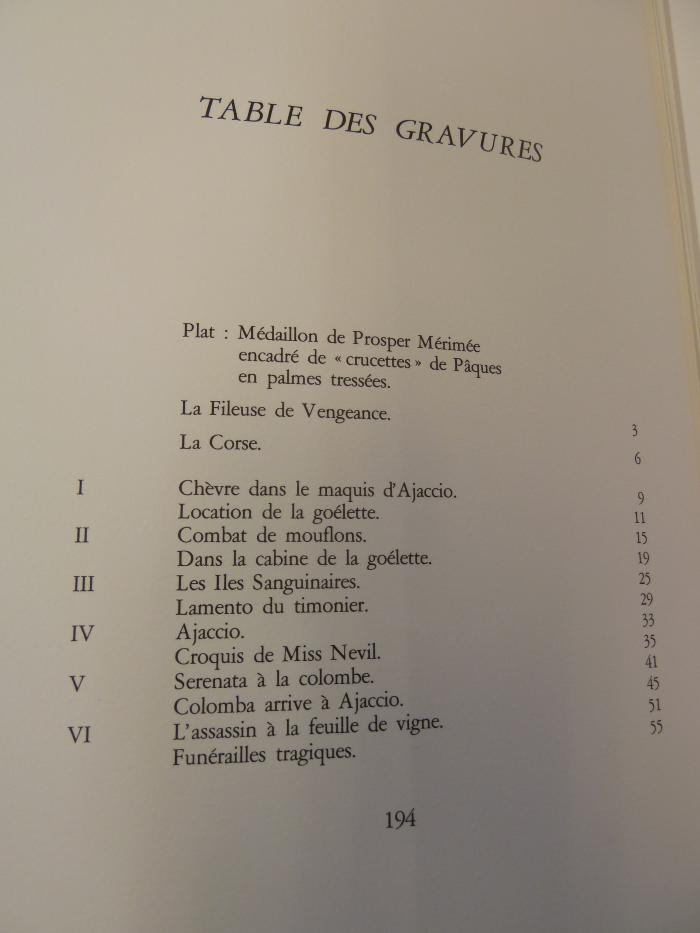 TABLE DES GRAVURES
Plat : Médaillon de Prosper Mérimée
encadré de « crucettes » de Pâques
en palmes tressées.
La Fileuse de Vengeance. 3
La Corse. 6
I Chèvre dans le maquis d'Ajaccio. 9
Location de la goélette. 11
II Combat de mouflons. 15
Dans la cabine de la goélette. 19
III Les Iles Sanguinaires. 25
Lamento du timonier. 29
IV Ajaccio. 33
Croquis de Miss Nevil. 35
V Serenata à la colombe. 41
Colomba arrive à Ajaccio. 45
VI L'assassin à la feuille de vigne. 51
Funérailles tragiques. 55
194